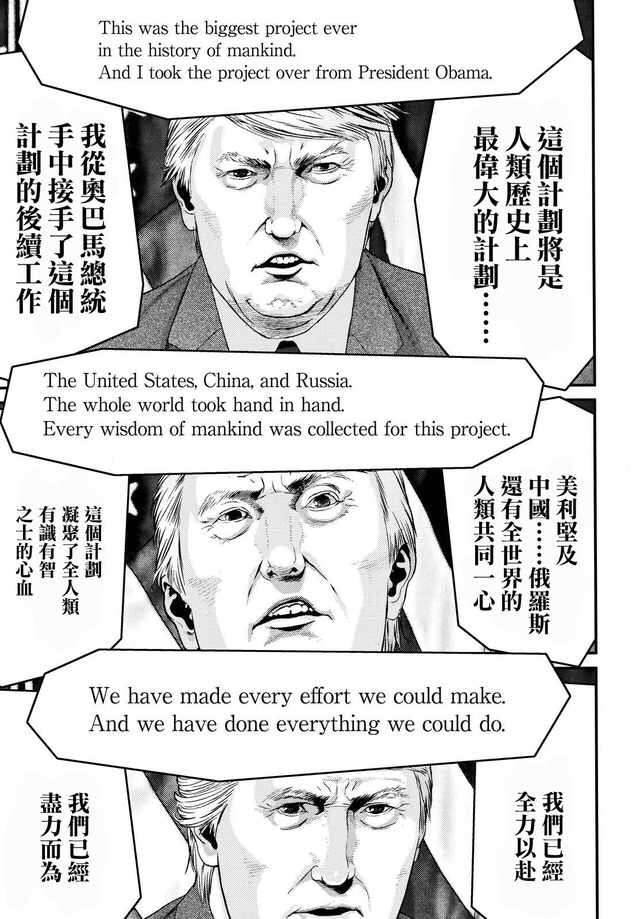 This was the biggest project ever
in the history of mankind.
And I took the project over from President Obama.
這個計劃將是
人類歷史上
最偉大的計劃……
我從奧巴馬總統
手中接手了這個
計劃的後續工作
The United States, China, and Russia.
The whole world took hand in hand.
Every wisdom of mankind was collected for this project.
美利堅及
中國……俄羅斯
還有全世界的
人類共同一心
這個計劃
凝聚了全人類
有識有智
之士的心血
We have made every effort we could make.
And we have done everything we could do.
我們已經
全力以赴
我們已經
盡力而為